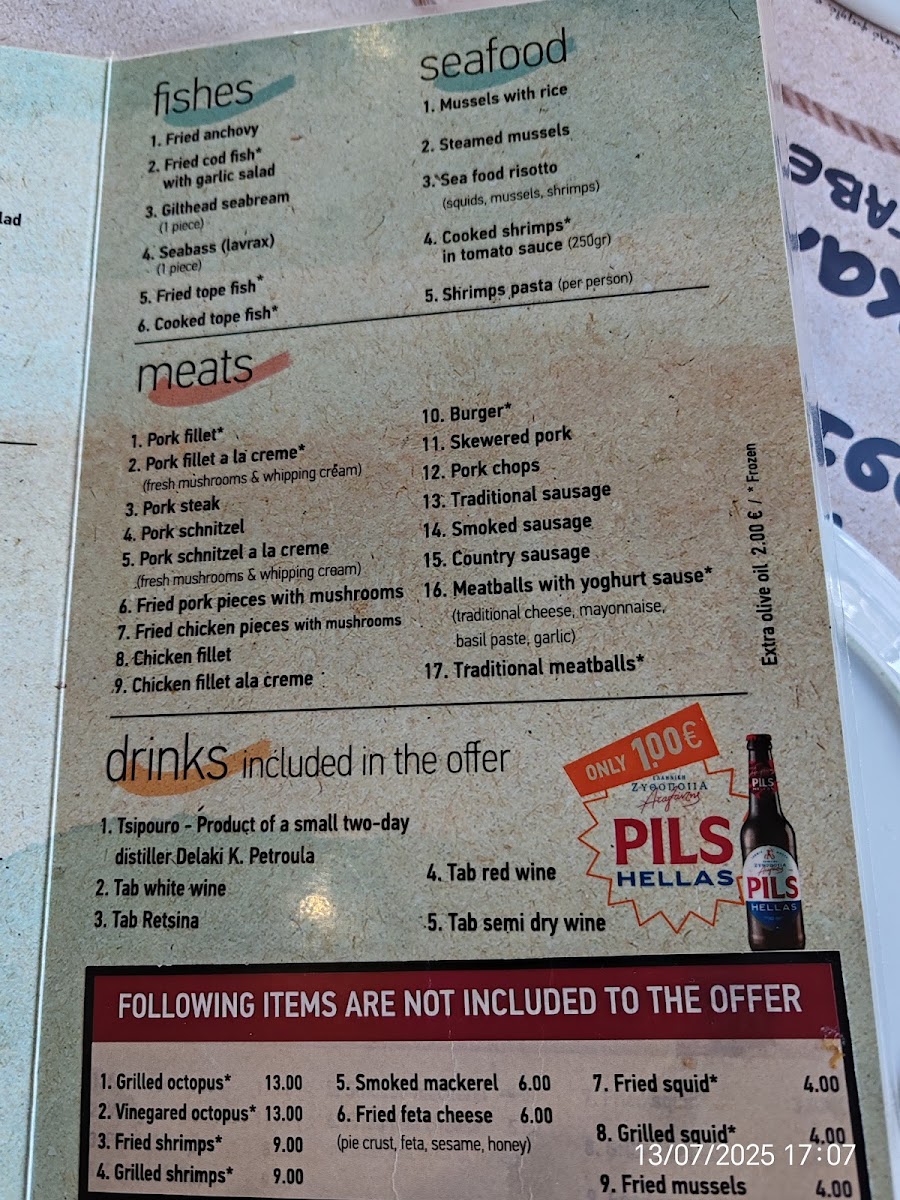 lad
fishes
1. Fried anchovy
2. Fried cod fish*
with garlic salad
3. Gilthead seabream
(1 piece)
4. Seabass (lavrax)
(1 piece)
5. Fried tope fish*
6. Cooked tope fish*
seafood
1. Mussels with rice
2. Steamed mussels
3. Sea food risotto
(squids, mussels, shrimps)
4. Cooked shrimps*
in tomato sauce (250gr)
5. Shrimps pasta (per person)
meats
1. Pork fillet*
2. Pork fillet a la creme*
(fresh mushrooms & whipping cream)
3. Pork steak
4. Pork schnitzel
5. Pork schnitzel a la creme
(fresh mushrooms & whipping cream)
6. Fried pork pieces with mushrooms
7. Fried chicken pieces with mushrooms
8. Chicken fillet
9. Chicken fillet ala creme
10. Burger*
11. Skewered pork
12. Pork chops
13. Traditional sausage
14. Smoked sausage
15. Country sausage
16. Meatballs with yoghurt sause*
(traditional cheese, mayonnaise,
basil paste, garlic)
17. Traditional meatballs*
Extra olive oil 2.00 € / * Frozen
drinks included in the offer
1. Tsipouro - Product of a small two-day
distiller Delaki K. Petroula
2. Tab white wine
3. Tab Retsina
4. Tab red wine
5. Tab semi dry wine
ONLY 1.00€
ΕΛΛΗΝΙΚΗ
ΖΥΘΟΠΟΙΙΑ
Αταλάντης
PILS
HELLAS
PILS
PILS
HELLAS
FOLLOWING ITEMS ARE NOT INCLUDED TO THE OFFER
1. Grilled octopus* 13.00
2. Vinegared octopus* 13.00
3. Fried shrimps* 9.00
4. Grilled shrimps* 9.00
5. Smoked mackerel 6.00
6. Fried feta cheese 6.00
(pie crust, feta, sesame, honey)
7. Fried squid* 4.00
8. Grilled squid* 4.00
9. Fried mussels 4.00
13/07/2025 17:07